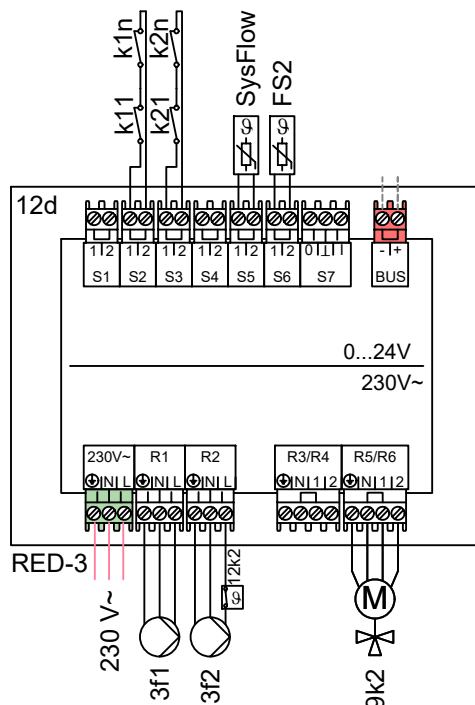 k1n
k2n
k11
k21
SysFlow
FS2
ϑ
ϑ
12d
1 2
1 2
1 2
1 2
1 2
1 2
0 ⊥ I
- +
S1
S2
S3
S4
S5
S6
S7
BUS
0...24V
230V~
230V~
R1
R2
R3/R4
R5/R6
N L
N L
N L
N 1 2
N 1 2
RED-3
12k2
ϑ
M
230 V~
3f1
3f2
9k2